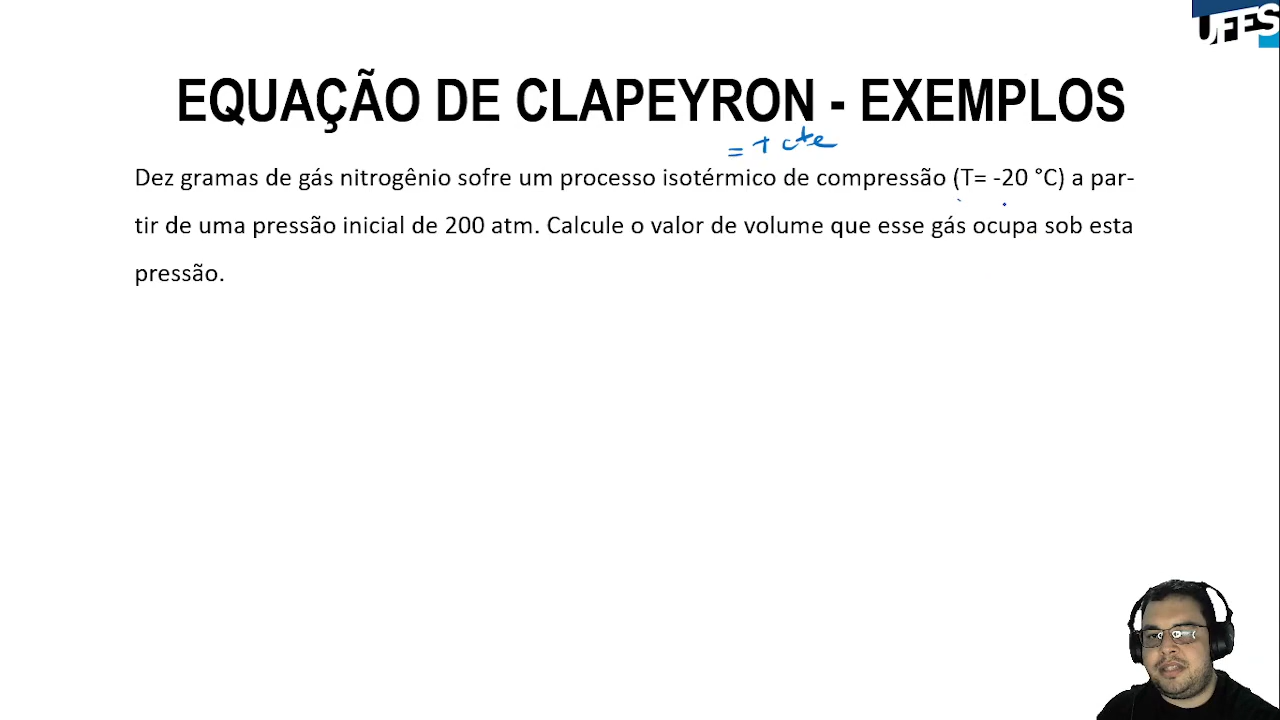 UFES
EQUAÇÃO DE CLAPEYRON - EXEMPLOS
= T cte
Dez gramas de gás nitrogênio sofre um processo isotérmico de compressão (T= -20 °C) a par-
tir de uma pressão inicial de 200 atm. Calcule o valor de volume que esse gás ocupa sob esta
pressão.